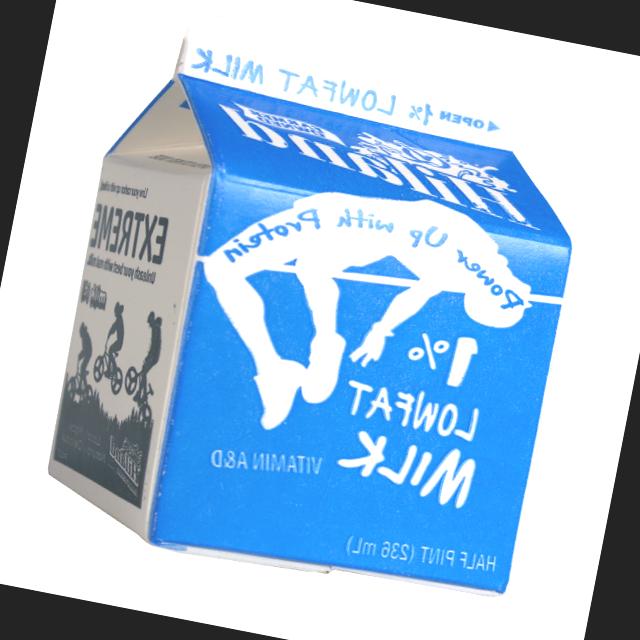 1% LOWFAT MILK
OPEN
Hiland
Power Up with Protein
1%
LOWFAT
MILK
VITAMIN A&D
HALF PINT (236 mL)
EXTREME